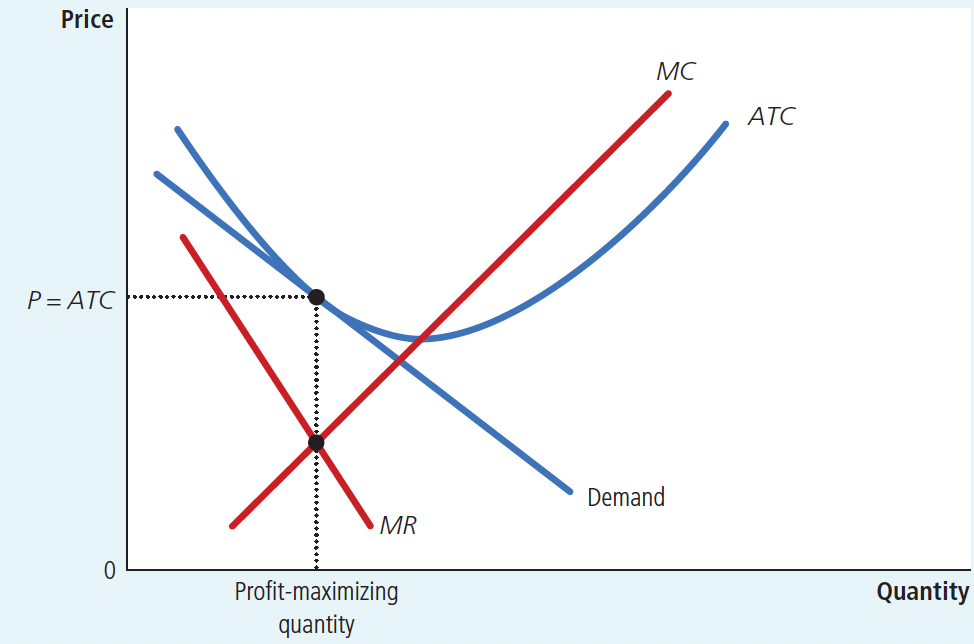 Price
MC
ATC
P = ATC
Demand
MR
0
Profit-maximizing
quantity
Quantity